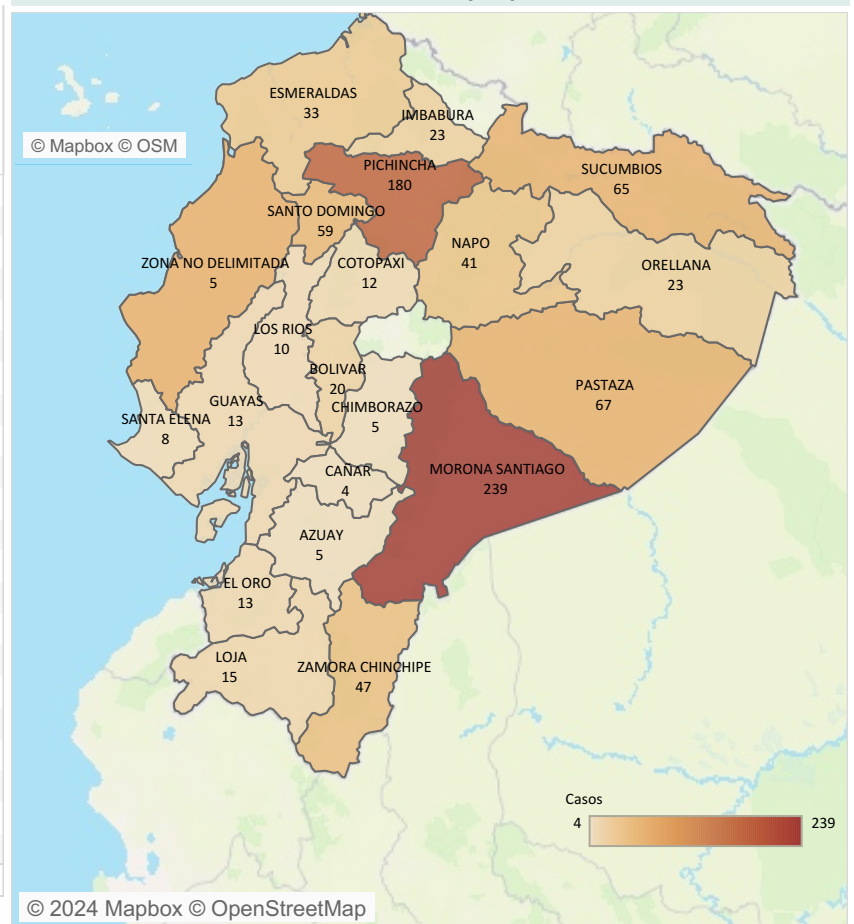 ESMERALDAS
33
IMBABURA
23
© Mapbox © OSM
PICHINCHA
180
SUCUMBIOS
65
SANTO DOMINGO
59
NAPO
41
ZONA NO DELIMITADA
5
COTOPAXI
12
ORELLANA
23
LOS RIOS
10
BOLIVAR
20
PASTAZA
67
GUAYAS
13
CHIMBORAZO
5
SANTA ELENA
8
MORONA SANTIAGO
239
CAÑAR
4
AZUAY
5
EL ORO
13
LOJA
15
ZAMORA CHINCHIPE
47
Casos
4
239
© 2024 Mapbox © OpenStreetMap